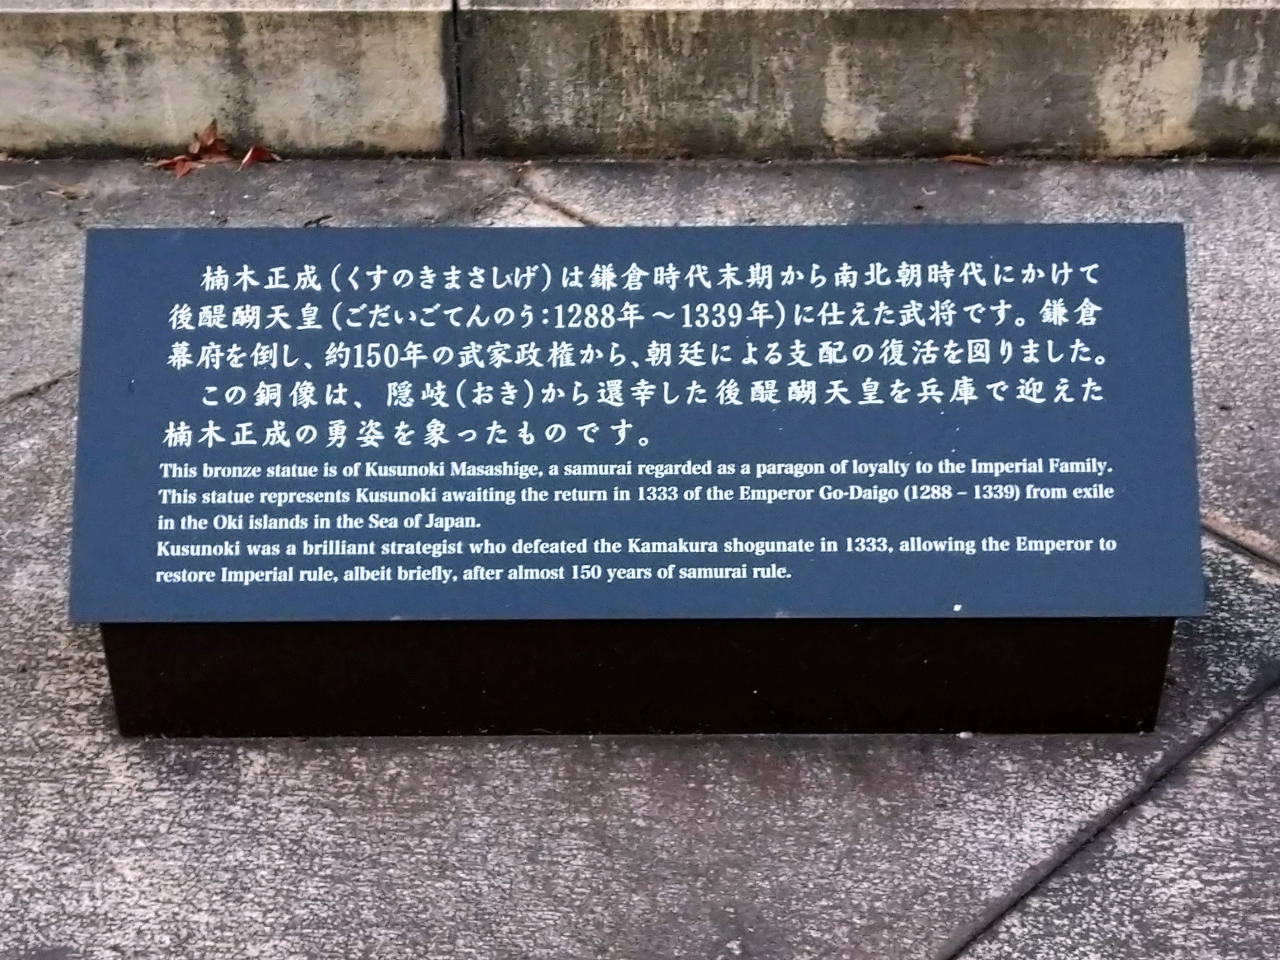 楠木正成(くすのきまさしげ)は鎌倉時代末期から南北朝時代にかけて
後醍醐天皇(ごだいごてんのう:1288年〜1339年)に仕えた武将です。鎌倉
幕府を倒し、約150年の武家政権から、朝廷による支配の復活を図りました。
この銅像は、隠岐(おき)から還幸した後醍醐天皇を兵庫で迎えた
楠木正成の勇姿を象ったものです。
This bronze statue is of Kusunoki Masashige, a samurai regarded as a paragon of loyalty to the Imperial Family.
This statue represents Kusunoki awaiting the return in 1333 of the Emperor Go-Daigo (1288 – 1339) from exile
in the Oki islands in the Sea of Japan.
Kusunoki was a brilliant strategist who defeated the Kamakura shogunate in 1333, allowing the Emperor to
restore Imperial rule, albeit briefly, after almost 150 years of samurai rule.